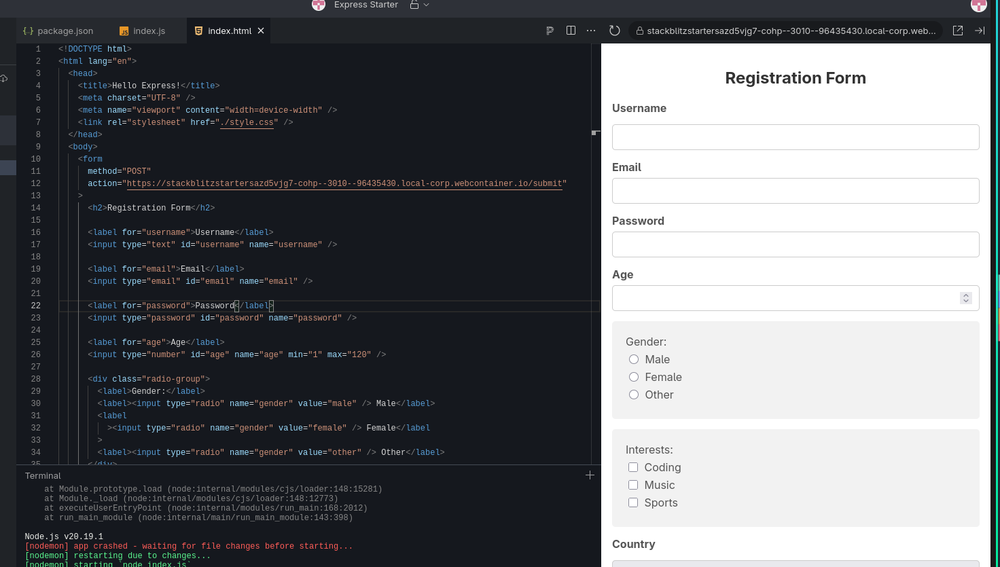 Express Starter
package.json
index.js
index.html
stackblitzstartersazd5vjg7-cohp--3010--96435430.local-corp.web...
1 <!DOCTYPE html>
2 <html lang="en">
3 <head>
4 <title>Hello Express!</title>
5 <meta charset="UTF-8" />
6 <meta name="viewport" content="width=device-width" />
7 <link rel="stylesheet" href="./style.css" />
8 </head>
9 <body>
10 <form
11 method="POST"
12 action="https://stackblitzstartersazd5vjg7-cohp--3010--96435430.local-corp.webcontainer.io/submit"
13 >
14 <h2>Registration Form</h2>
15
16 <label for="username">Username</label>
17 <input type="text" id="username" name="username" />
18
19 <label for="email">Email</label>
20 <input type="email" id="email" name="email" />
21
22 <label for="password">Password</label>
23 <input type="password" id="password" name="password" />
24
25 <label for="age">Age</label>
26 <input type="number" id="age" name="age" min="1" max="120" />
27
28 <div class="radio-group">
29 <label>Gender:</label>
30 <label><input type="radio" name="gender" value="male" /> Male</label>
31 <label
32 ><input type="radio" name="gender" value="female" /> Female</label
33 >
34 <label><input type="radio" name="gender" value="other" /> Other</label>
35 </div>
Terminal
at Module.prototype.load (node:internal/modules/cjs/loader:148:15281)
at Module._load (node:internal/modules/cjs/loader:148:12773)
at executeUserEntryPoint (node:internal/modules/run_main:168:2012)
at run_main_module (node:internal/main/run_main_module:143:398)
Node.js v20.19.1
[nodemon] app crashed - waiting for file changes before starting...
[nodemon] restarting due to changes...
[nodemon] starting `node index.js`
Registration Form
Username
Email
Password
Age
Gender:
Male
Female
Other
Interests:
Coding
Music
Sports
Country